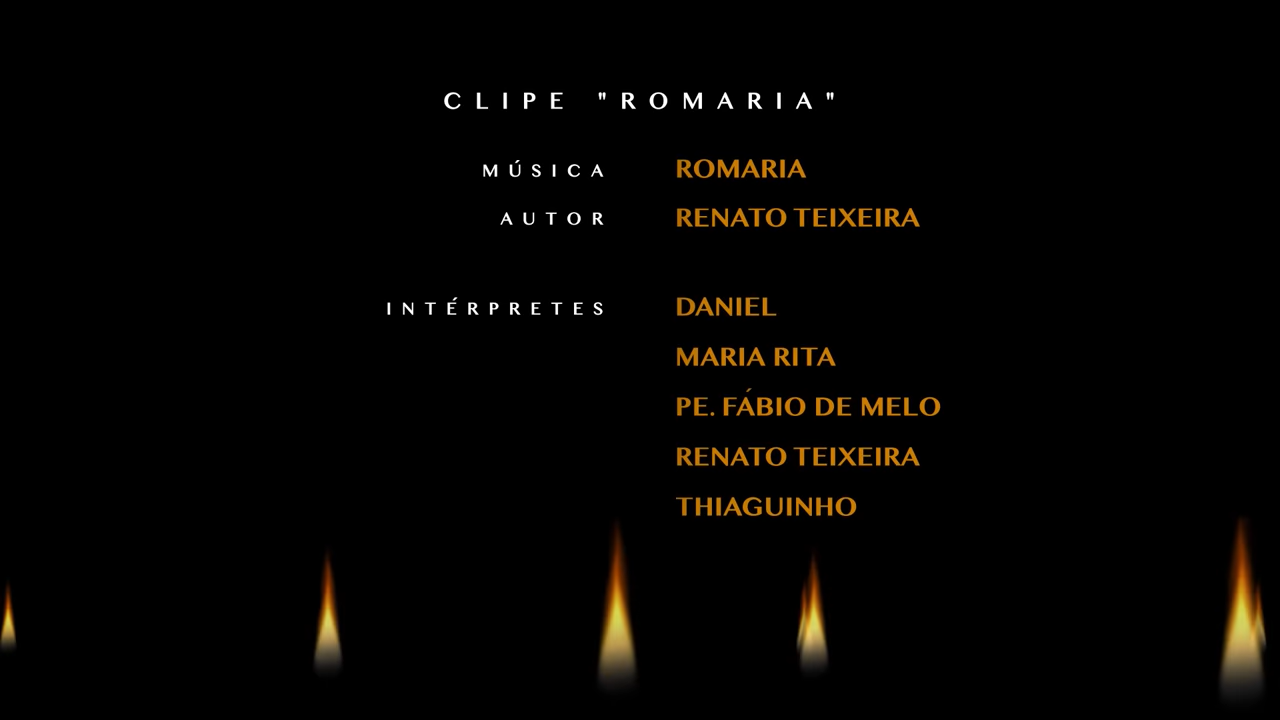 CLIPE "ROMARIA"
MÚSICA ROMARIA
AUTOR RENATO TEIXEIRA
INTÉRPRETES DANIEL
MARIA RITA
PE. FÁBIO DE MELO
RENATO TEIXEIRA
THIAGUINHO